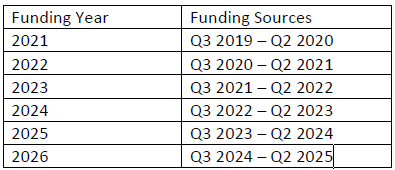 Funding Year Funding Sources
2021 Q3 2019 – Q2 2020
2022 Q3 2020 – Q2 2021
2023 Q3 2021 – Q2 2022
2024 Q3 2022 – Q2 2023
2025 Q3 2023 – Q2 2024
2026 Q3 2024 – Q2 2025